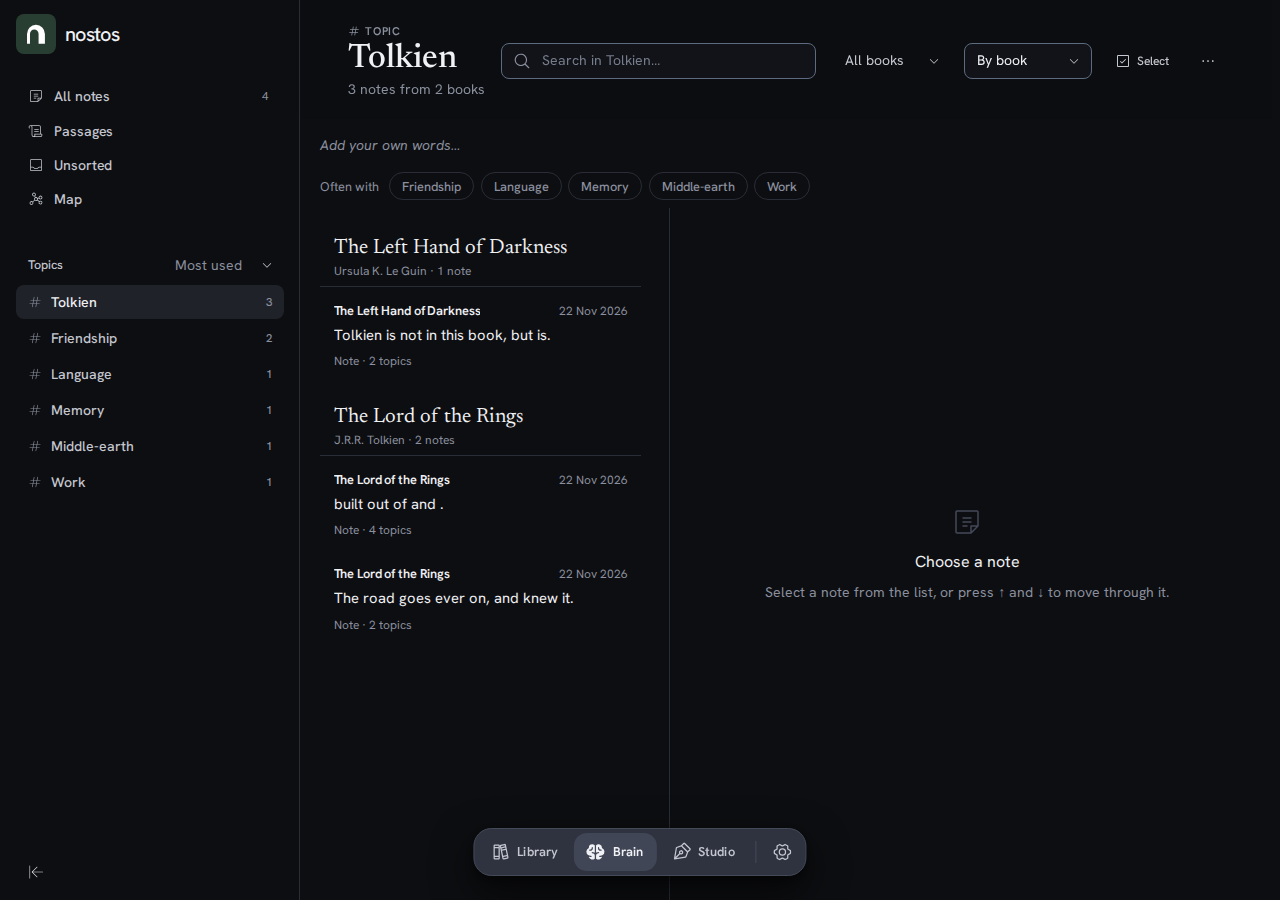 nostos
All notes 4
Passages
Unsorted
Map
Topics Most used
# Tolkien 3
# Friendship 2
# Language 1
# Memory 1
# Middle-earth 1
# Work 1
# TOPIC
Tolkien
3 notes from 2 books
Search in Tolkien...
All books
By book
Select
...
Add your own words...
Often with Friendship Language Memory Middle-earth Work
The Left Hand of Darkness
Ursula K. Le Guin · 1 note
The Left Hand of Darkness 22 Nov 2026
Tolkien is not in this book, but is.
Note · 2 topics
The Lord of the Rings
J.R.R. Tolkien · 2 notes
The Lord of the Rings 22 Nov 2026
built out of and .
Note · 4 topics
The Lord of the Rings 22 Nov 2026
The road goes ever on, and knew it.
Note · 2 topics
Choose a note
Select a note from the list, or press ↑ and ↓ to move through it.
Library Brain Studio